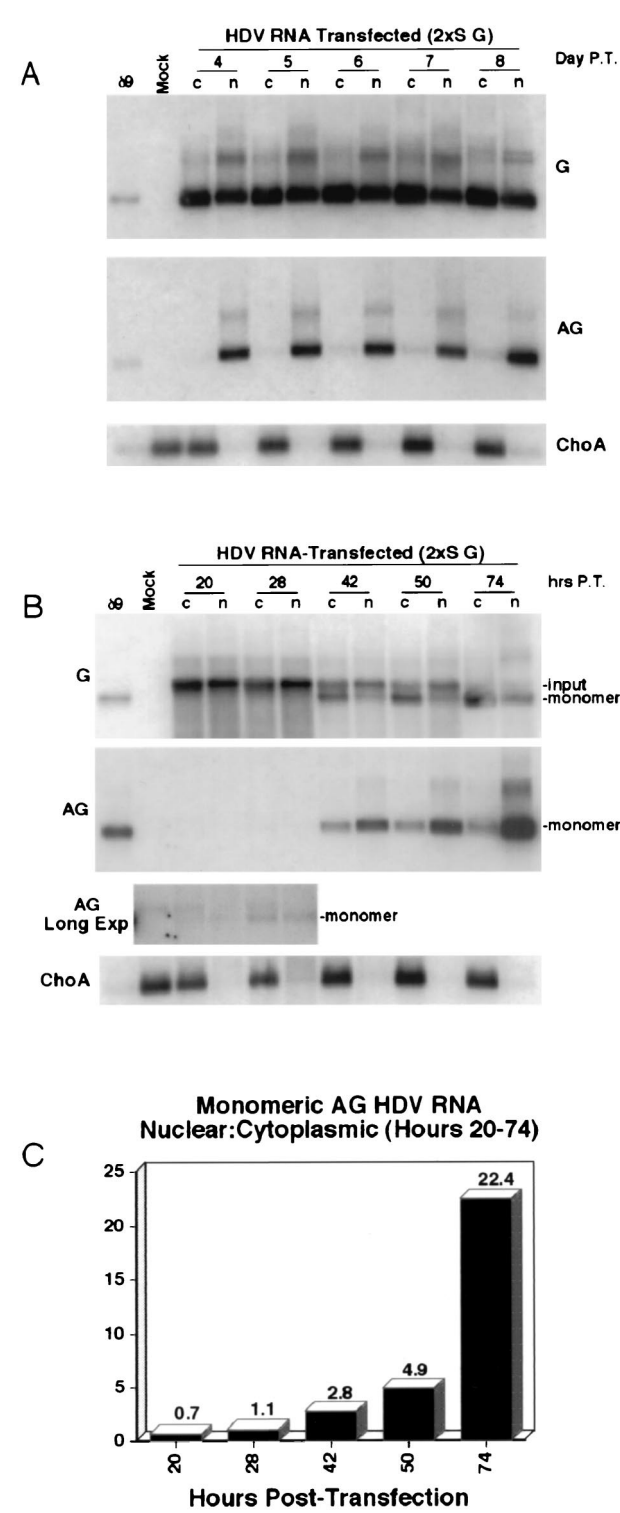 A
HDV RNA Transfected (2xS G)
4 5 6 7 8 Day P.T.
δ9 Mock c n c n c n c n c n
G
AG
ChoA
B
HDV RNA-Transfected (2xS G)
20 28 42 50 74 hrs P.T.
δ9 Mock c n c n c n c n c n
G
-input
-monomer
AG
-monomer
AG
Long Exp
-monomer
ChoA
C
Monomeric AG HDV RNA
Nuclear:Cytoplasmic (Hours 20-74)
25
20
15
10
5
0
0.7 1.1 2.8 4.9 22.4
20 28 42 50 74
Hours Post-Transfection